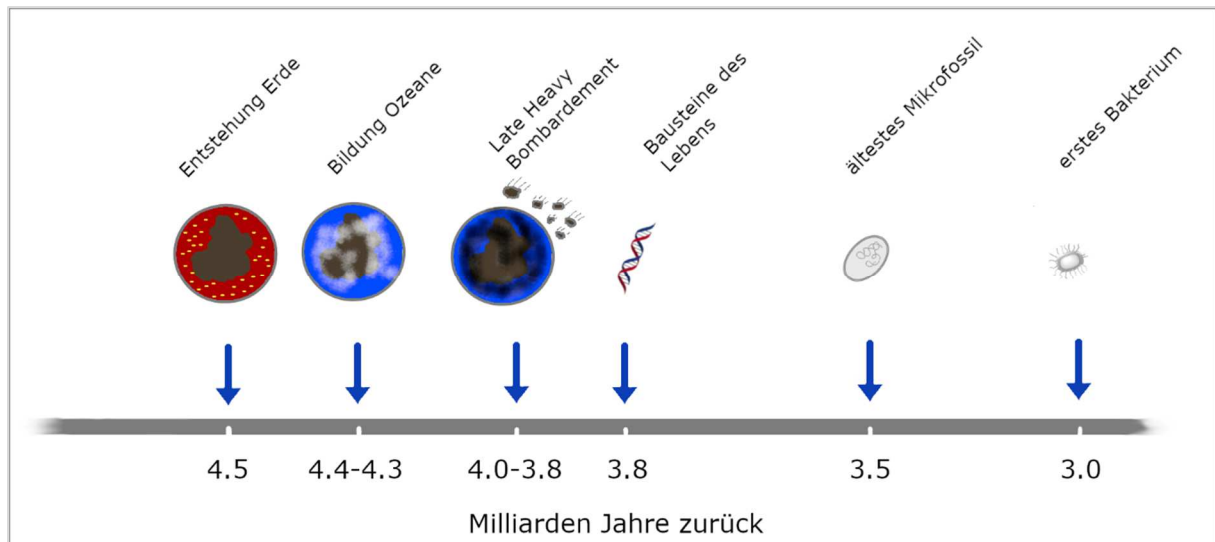 Entstehung Erde
Bildung Ozeane
Late Heavy
Bombardement
Bausteine des
Lebens
ältestes Mikrofossil
erstes Bakterium
4.5
4.4-4.3
4.0-3.8
3.8
3.5
3.0
Milliarden Jahre zurück